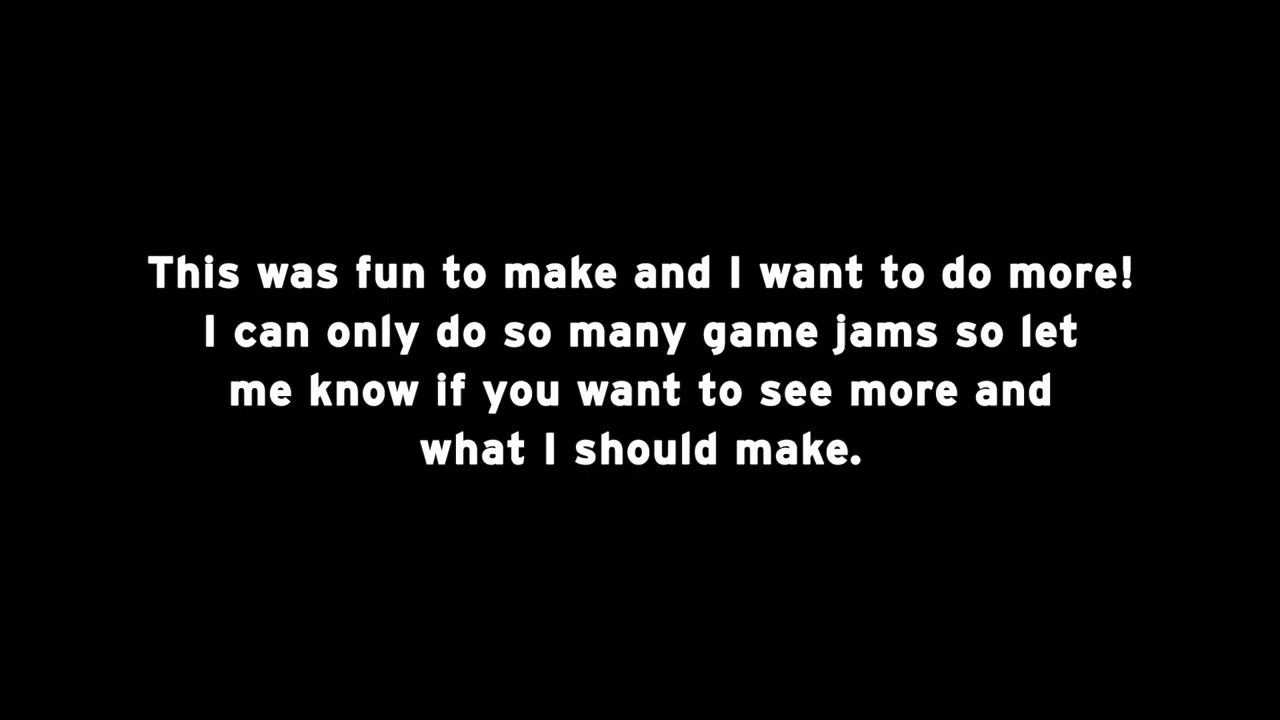 This was fun to make and I want to do more!
I can only do so many game jams so let
me know if you want to see more and
what I should make.